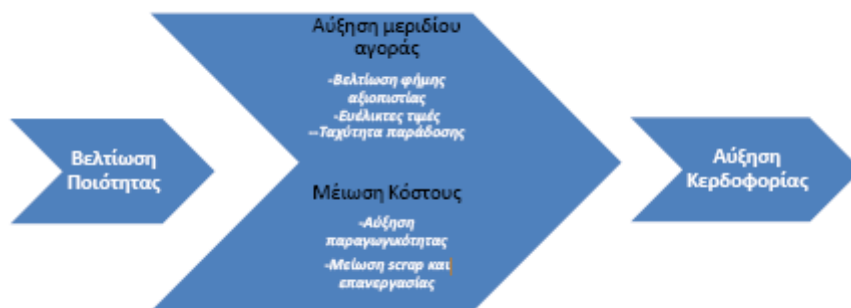 Βελτίωση
Ποιότητας
Αύξηση μεριδίου
αγοράς
-Βελτίωση φήμης
αξιοπιστίας
-Ευέλικτες τιμές
--Ταχύτητα παράδοσης
Μέιωση Κόστους
-Αύξηση
παραγωγικότητας
-Μείωση scrap και
επανεργασίας
Αύξηση
Κερδοφορίας